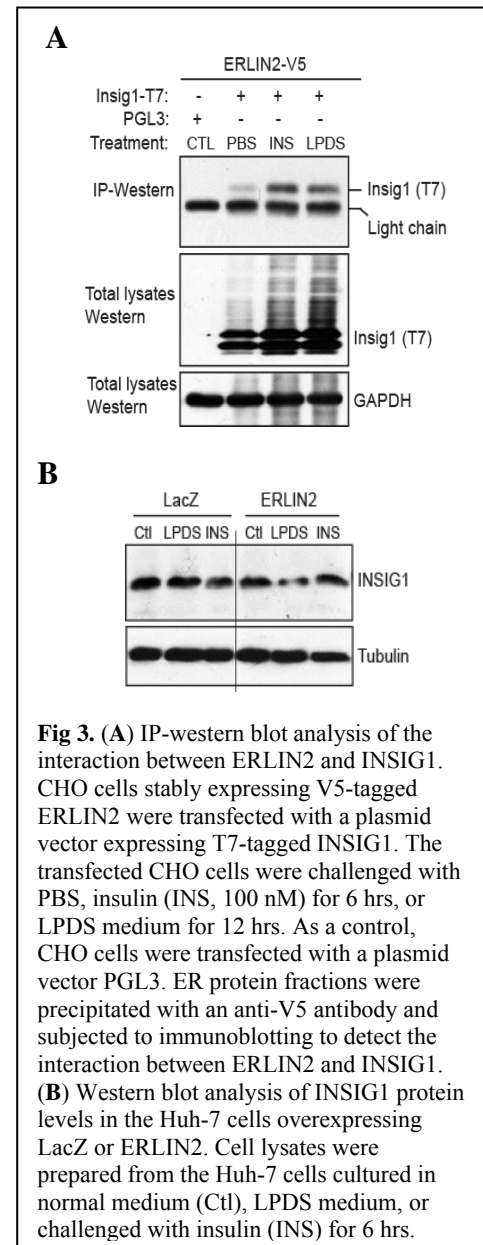 A
ERLIN2-V5
Insig1-T7: - + + +
PGL3: + - - -
Treatment: CTL PBS INS LPDS
IP-Western
Insig1 (T7)
Light chain
Total lysates
Western
Insig1 (T7)
Total lysates
Western
GAPDH
B
LacZ ERLIN2
Ctl LPDS INS Ctl LPDS INS
INSIG1
Tubulin
Fig 3. (A) IP-western blot analysis of the
interaction between ERLIN2 and INSIG1.
CHO cells stably expressing V5-tagged
ERLIN2 were transfected with a plasmid
vector expressing T7-tagged INSIG1. The
transfected CHO cells were challenged with
PBS, insulin (INS, 100 nM) for 6 hrs, or
LPDS medium for 12 hrs. As a control,
CHO cells were transfected with a plasmid
vector PGL3. ER protein fractions were
precipitated with an anti-V5 antibody and
subjected to immunoblotting to detect the
interaction between ERLIN2 and INSIG1.
(B) Western blot analysis of INSIG1 protein
levels in the Huh-7 cells overexpressing
LacZ or ERLIN2. Cell lysates were
prepared from the Huh-7 cells cultured in
normal medium (Ctl), LPDS medium, or
challenged with insulin (INS) for 6 hrs.